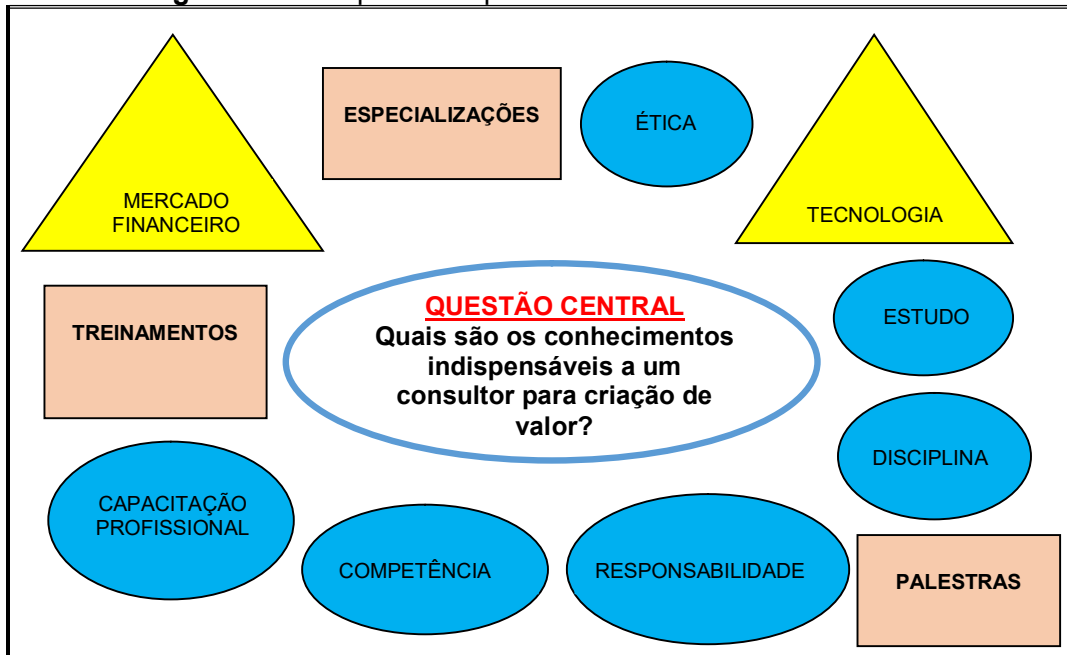 ESPECIALIZAÇÕES
ÉTICA
MERCADO
FINANCEIRO
TECNOLOGIA
TREINAMENTOS
QUESTÃO CENTRAL
Quais são os conhecimentos
indispensáveis a um
consultor para criação de
valor?
ESTUDO
DISCIPLINA
CAPACITAÇÃO
PROFISSIONAL
COMPETÊNCIA
RESPONSABILIDADE
PALESTRAS